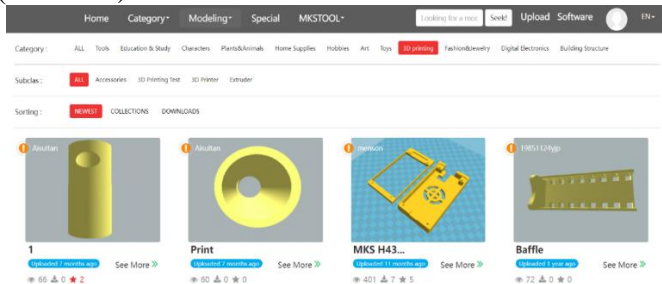 Home Category Modeling Special MKSTOOL Looking for a moc Seek! Upload Software EN
Category : ALL Tools Education & Study Characters Plants&Animals Home Supplies Hobbies Art Toys 3D printing Fashion&Jewelry Digital Electronics Building Structure
Subclas : ALL Accessories 3D Printing Test 3D Printer Extruder
Sorting : NEWEST COLLECTIONS DOWNLOADS
Aisultan Aisultan menson 19851124yjp
1 Print MKS H43... Baffle
Uploaded 7 months ago See More » Uploaded 7 months ago See More » Uploaded 11 months ago See More » Uploaded 1 year ago See More »
66 0 2 60 0 0 401 7 5 72 0 0